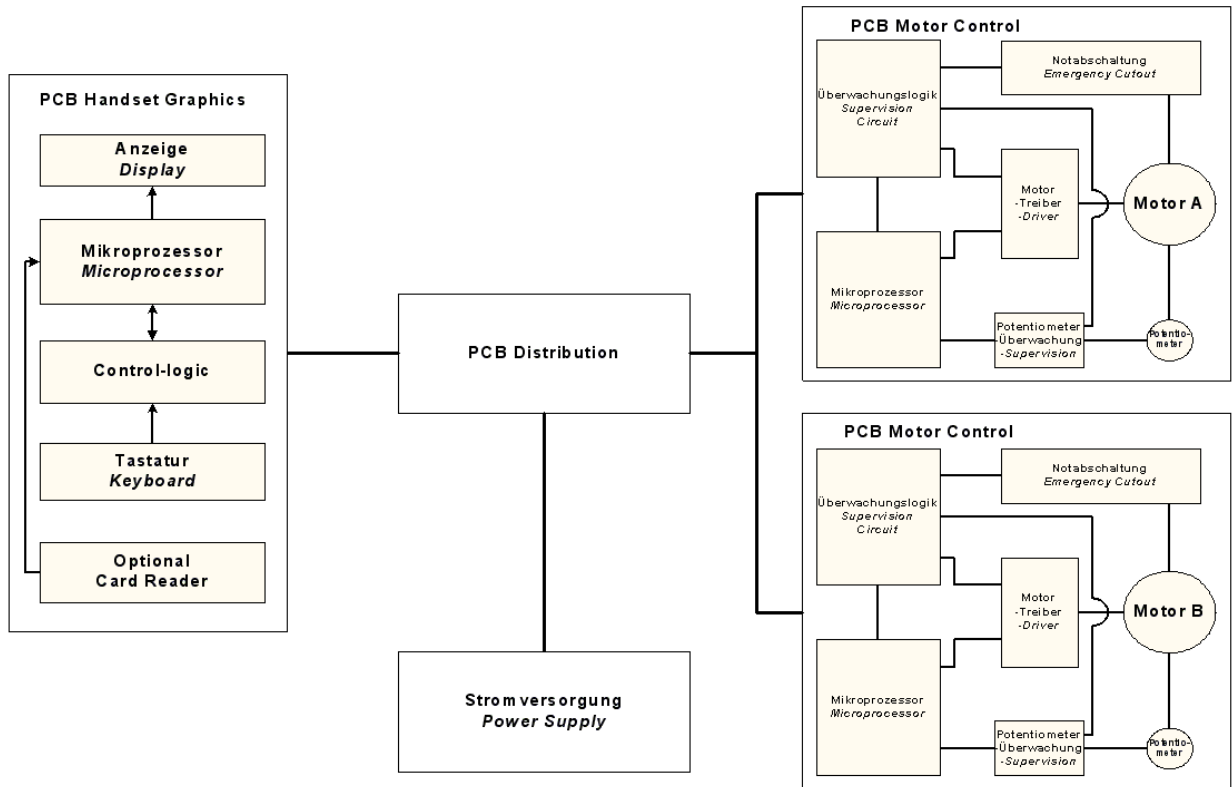 PCB Handset Graphics
Anzeige
Display
Mikroprozessor
Microprocessor
Control-logic
Tastatur
Keyboard
Optional
Card Reader
PCB Distribution
Stromversorgung
Power Supply
PCB Motor Control
Überwachungslogik
Supervision
Circuit
Notabschaltung
Emergency Cutout
Motor
-Treiber
-Driver
Motor A
Mikroprozessor
Microprocessor
Potentiometer
-Überwachung
-Supervision
Potentio-
meter
PCB Motor Control
Überwachungslogik
Supervision
Circuit
Notabschaltung
Emergency Cutout
Motor
-Treiber
-Driver
Motor B
Mikroprozessor
Microprocessor
Potentiometer
-Überwachung
-Supervision
Potentio-
meter